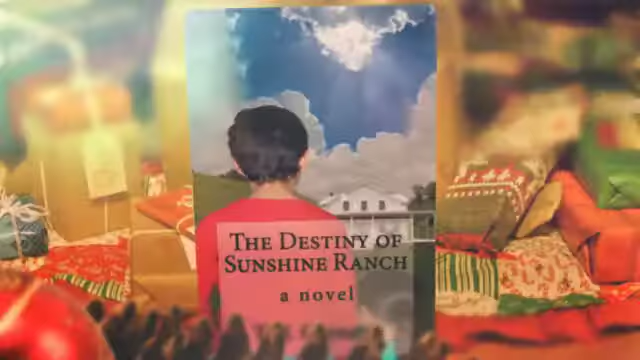 The Destiny of
Sunshine Ranch
a novel